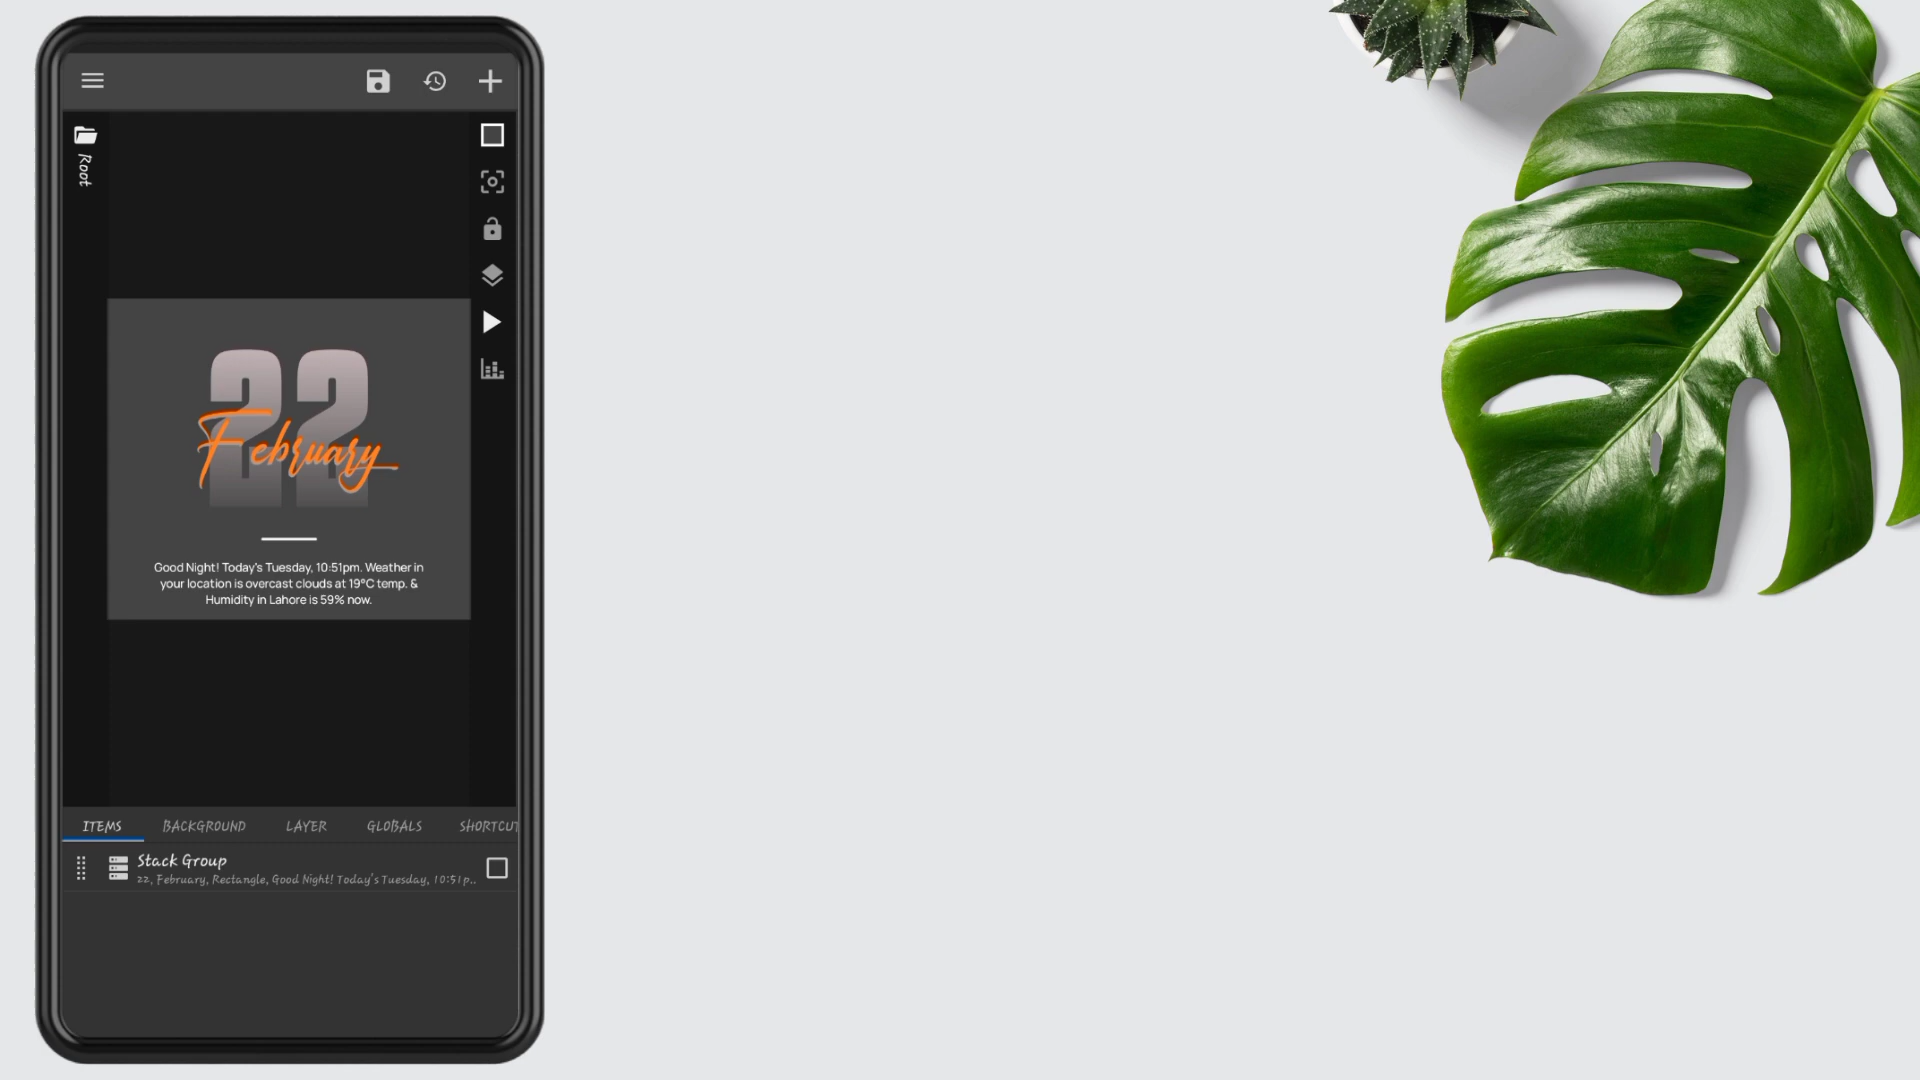 Root
22
February
Good Night! Today's Tuesday, 10:51pm. Weather in
your location is overcast clouds at 19°C temp. &
Humidity in Lahore is 59% now.
ITEMS BACKGROUND LAYER GLOBALS SHORTCUT
Stack Group
22, February, Rectangle, Good Night! Today's Tuesday, 10:51p..